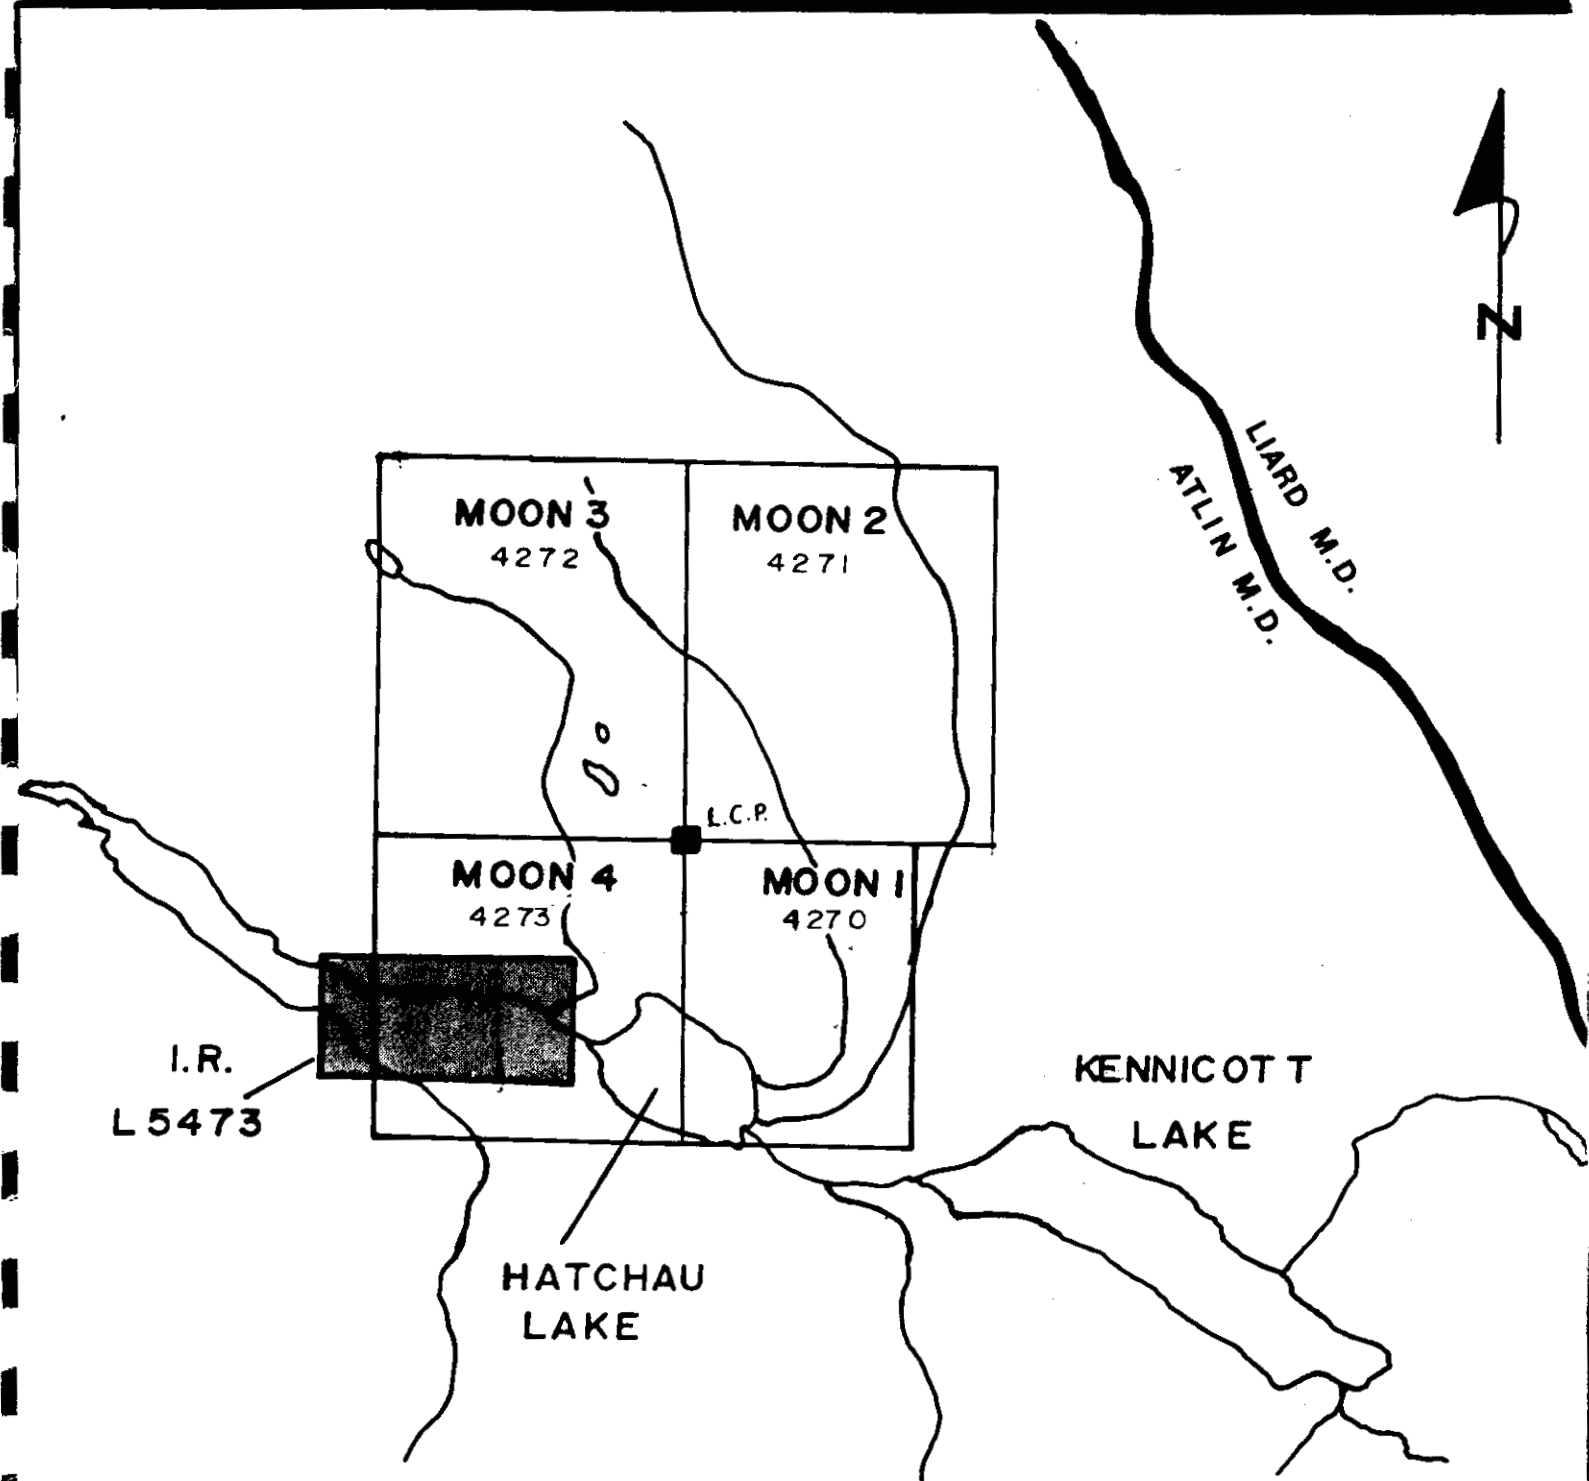 N
LIARD M.D.
ATLIN M.D.
MOON 3
4272
MOON 2
4271
L.C.P.
MOON 4
4273
MOON 1
4270
I.R.
L5473
KENNICOTT
LAKE
HATCHAU
LAKE